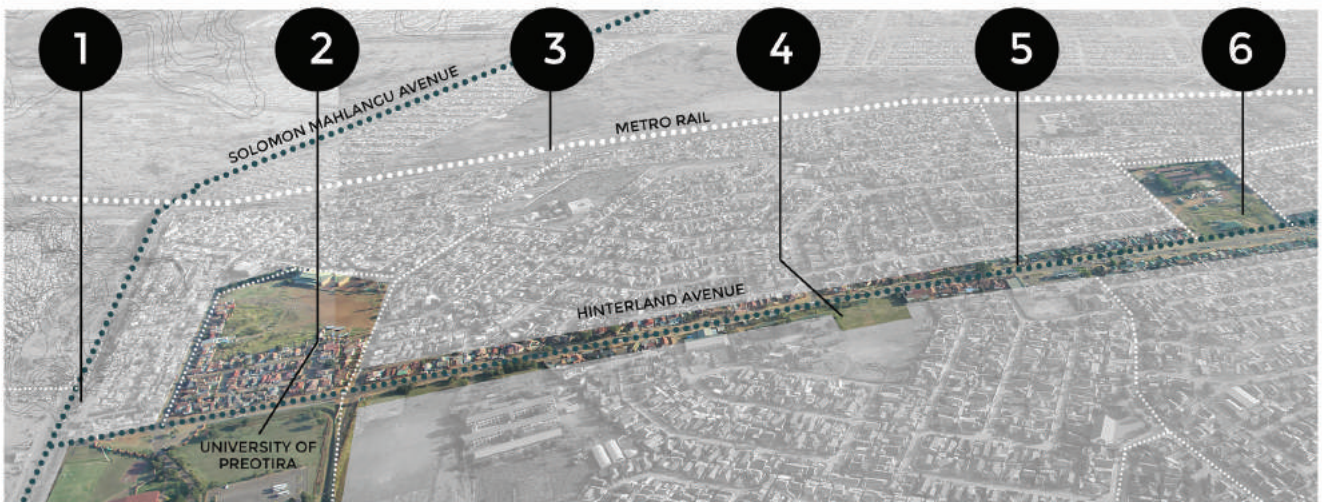 1 2 3 4 5 6
SOLOMON MAHLANGU AVENUE
METRO RAIL
HINTERLAND AVENUE
UNIVERSITY OF
PREOTIRA